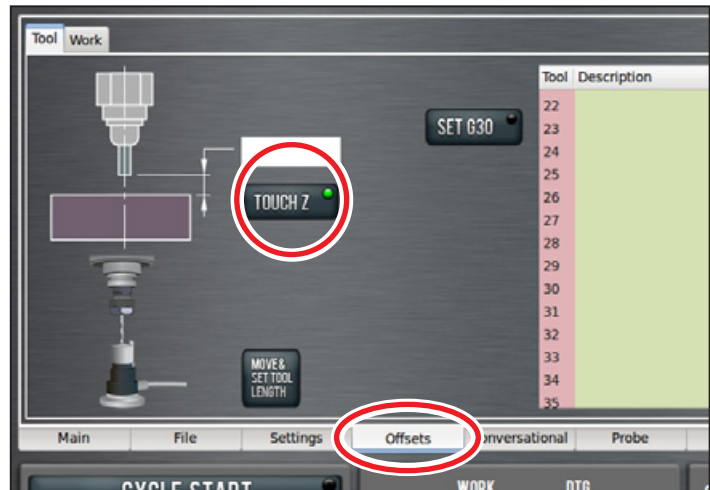 Tool Work
Tool Description
22
SET G30
23
24
25
TOUCH Z
26
27
28
29
30
31
32
MOVE &
SET TOOL
LENGTH
33
34
35
Main File Settings Offsets Conversational Probe
CYCLE START
WORK DTG